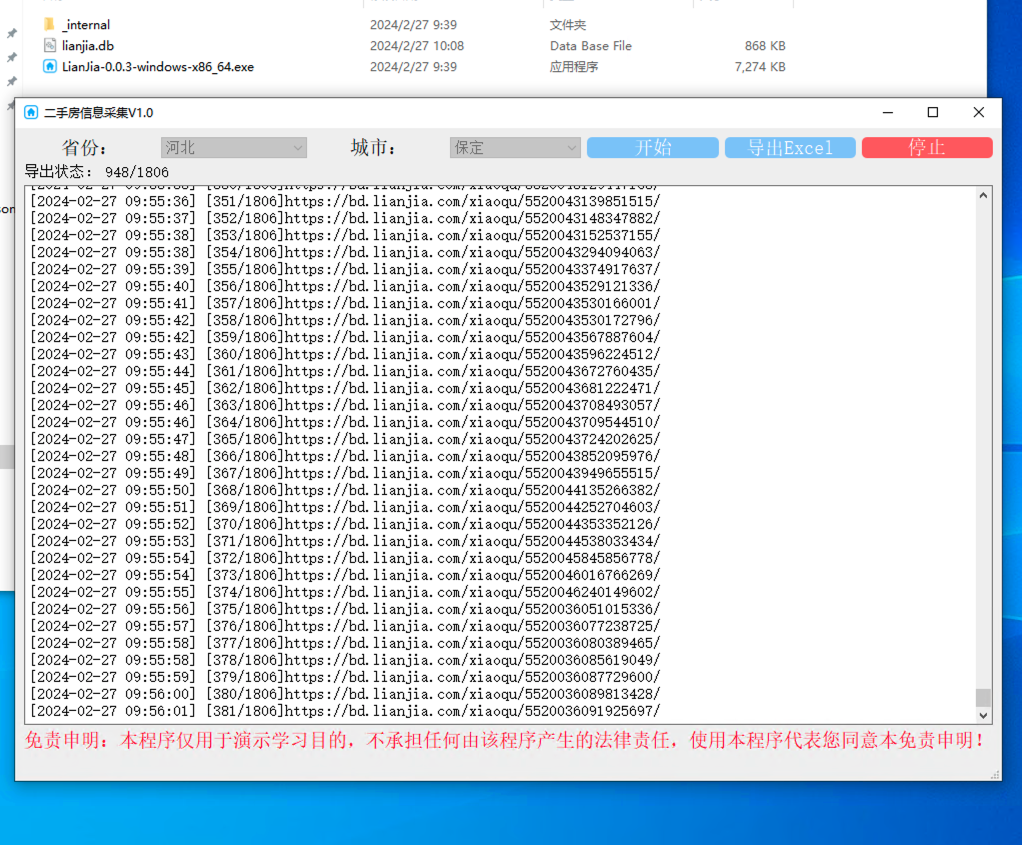 _internal 2024/2/27 9:39 文件夹
lianjia.db 2024/2/27 10:08 Data Base File 868 KB
LianJia-0.0.3-windows-x86_64.exe 2024/2/27 9:39 应用程序 7,274 KB
二手房信息采集V1.0
省份： 河北 城市： 保定 开始 导出Excel 停止
导出状态： 948/1806
[2024-02-27 09:55:36] [351/1806]https://bd.lianjia.com/xiaoqu/5520043139851515/
[2024-02-27 09:55:37] [352/1806]https://bd.lianjia.com/xiaoqu/5520043148347882/
[2024-02-27 09:55:38] [353/1806]https://bd.lianjia.com/xiaoqu/5520043152537155/
[2024-02-27 09:55:38] [354/1806]https://bd.lianjia.com/xiaoqu/5520043294094063/
[2024-02-27 09:55:39] [355/1806]https://bd.lianjia.com/xiaoqu/5520043374917637/
[2024-02-27 09:55:40] [356/1806]https://bd.lianjia.com/xiaoqu/5520043529121336/
[2024-02-27 09:55:41] [357/1806]https://bd.lianjia.com/xiaoqu/5520043530166001/
[2024-02-27 09:55:42] [358/1806]https://bd.lianjia.com/xiaoqu/5520043530172796/
[2024-02-27 09:55:42] [359/1806]https://bd.lianjia.com/xiaoqu/5520043567887604/
[2024-02-27 09:55:43] [360/1806]https://bd.lianjia.com/xiaoqu/5520043596224512/
[2024-02-27 09:55:44] [361/1806]https://bd.lianjia.com/xiaoqu/5520043672760435/
[2024-02-27 09:55:45] [362/1806]https://bd.lianjia.com/xiaoqu/5520043681222471/
[2024-02-27 09:55:46] [363/1806]https://bd.lianjia.com/xiaoqu/5520043708493057/
[2024-02-27 09:55:46] [364/1806]https://bd.lianjia.com/xiaoqu/5520043709544510/
[2024-02-27 09:55:47] [365/1806]https://bd.lianjia.com/xiaoqu/5520043724202625/
[2024-02-27 09:55:48] [366/1806]https://bd.lianjia.com/xiaoqu/5520043852095976/
[2024-02-27 09:55:49] [367/1806]https://bd.lianjia.com/xiaoqu/5520043949655515/
[2024-02-27 09:55:50] [368/1806]https://bd.lianjia.com/xiaoqu/5520044135266382/
[2024-02-27 09:55:51] [369/1806]https://bd.lianjia.com/xiaoqu/5520044252704603/
[2024-02-27 09:55:52] [370/1806]https://bd.lianjia.com/xiaoqu/5520044353352126/
[2024-02-27 09:55:53] [371/1806]https://bd.lianjia.com/xiaoqu/5520044538033434/
[2024-02-27 09:55:54] [372/1806]https://bd.lianjia.com/xiaoqu/5520045845856778/
[2024-02-27 09:55:54] [373/1806]https://bd.lianjia.com/xiaoqu/5520046016766269/
[2024-02-27 09:55:55] [374/1806]https://bd.lianjia.com/xiaoqu/5520046240149602/
[2024-02-27 09:55:56] [375/1806]https://bd.lianjia.com/xiaoqu/5520036051015336/
[2024-02-27 09:55:57] [376/1806]https://bd.lianjia.com/xiaoqu/5520036077238725/
[2024-02-27 09:55:58] [377/1806]https://bd.lianjia.com/xiaoqu/5520036080389465/
[2024-02-27 09:55:58] [378/1806]https://bd.lianjia.com/xiaoqu/5520036085619049/
[2024-02-27 09:55:59] [379/1806]https://bd.lianjia.com/xiaoqu/5520036087729600/
[2024-02-27 09:56:00] [380/1806]https://bd.lianjia.com/xiaoqu/5520036089813428/
[2024-02-27 09:56:01] [381/1806]https://bd.lianjia.com/xiaoqu/5520036091925697/
免责申明：本程序仅用于演示学习目的，不承担任何由该程序产生的法律责任，使用本程序代表您同意本免责申明！